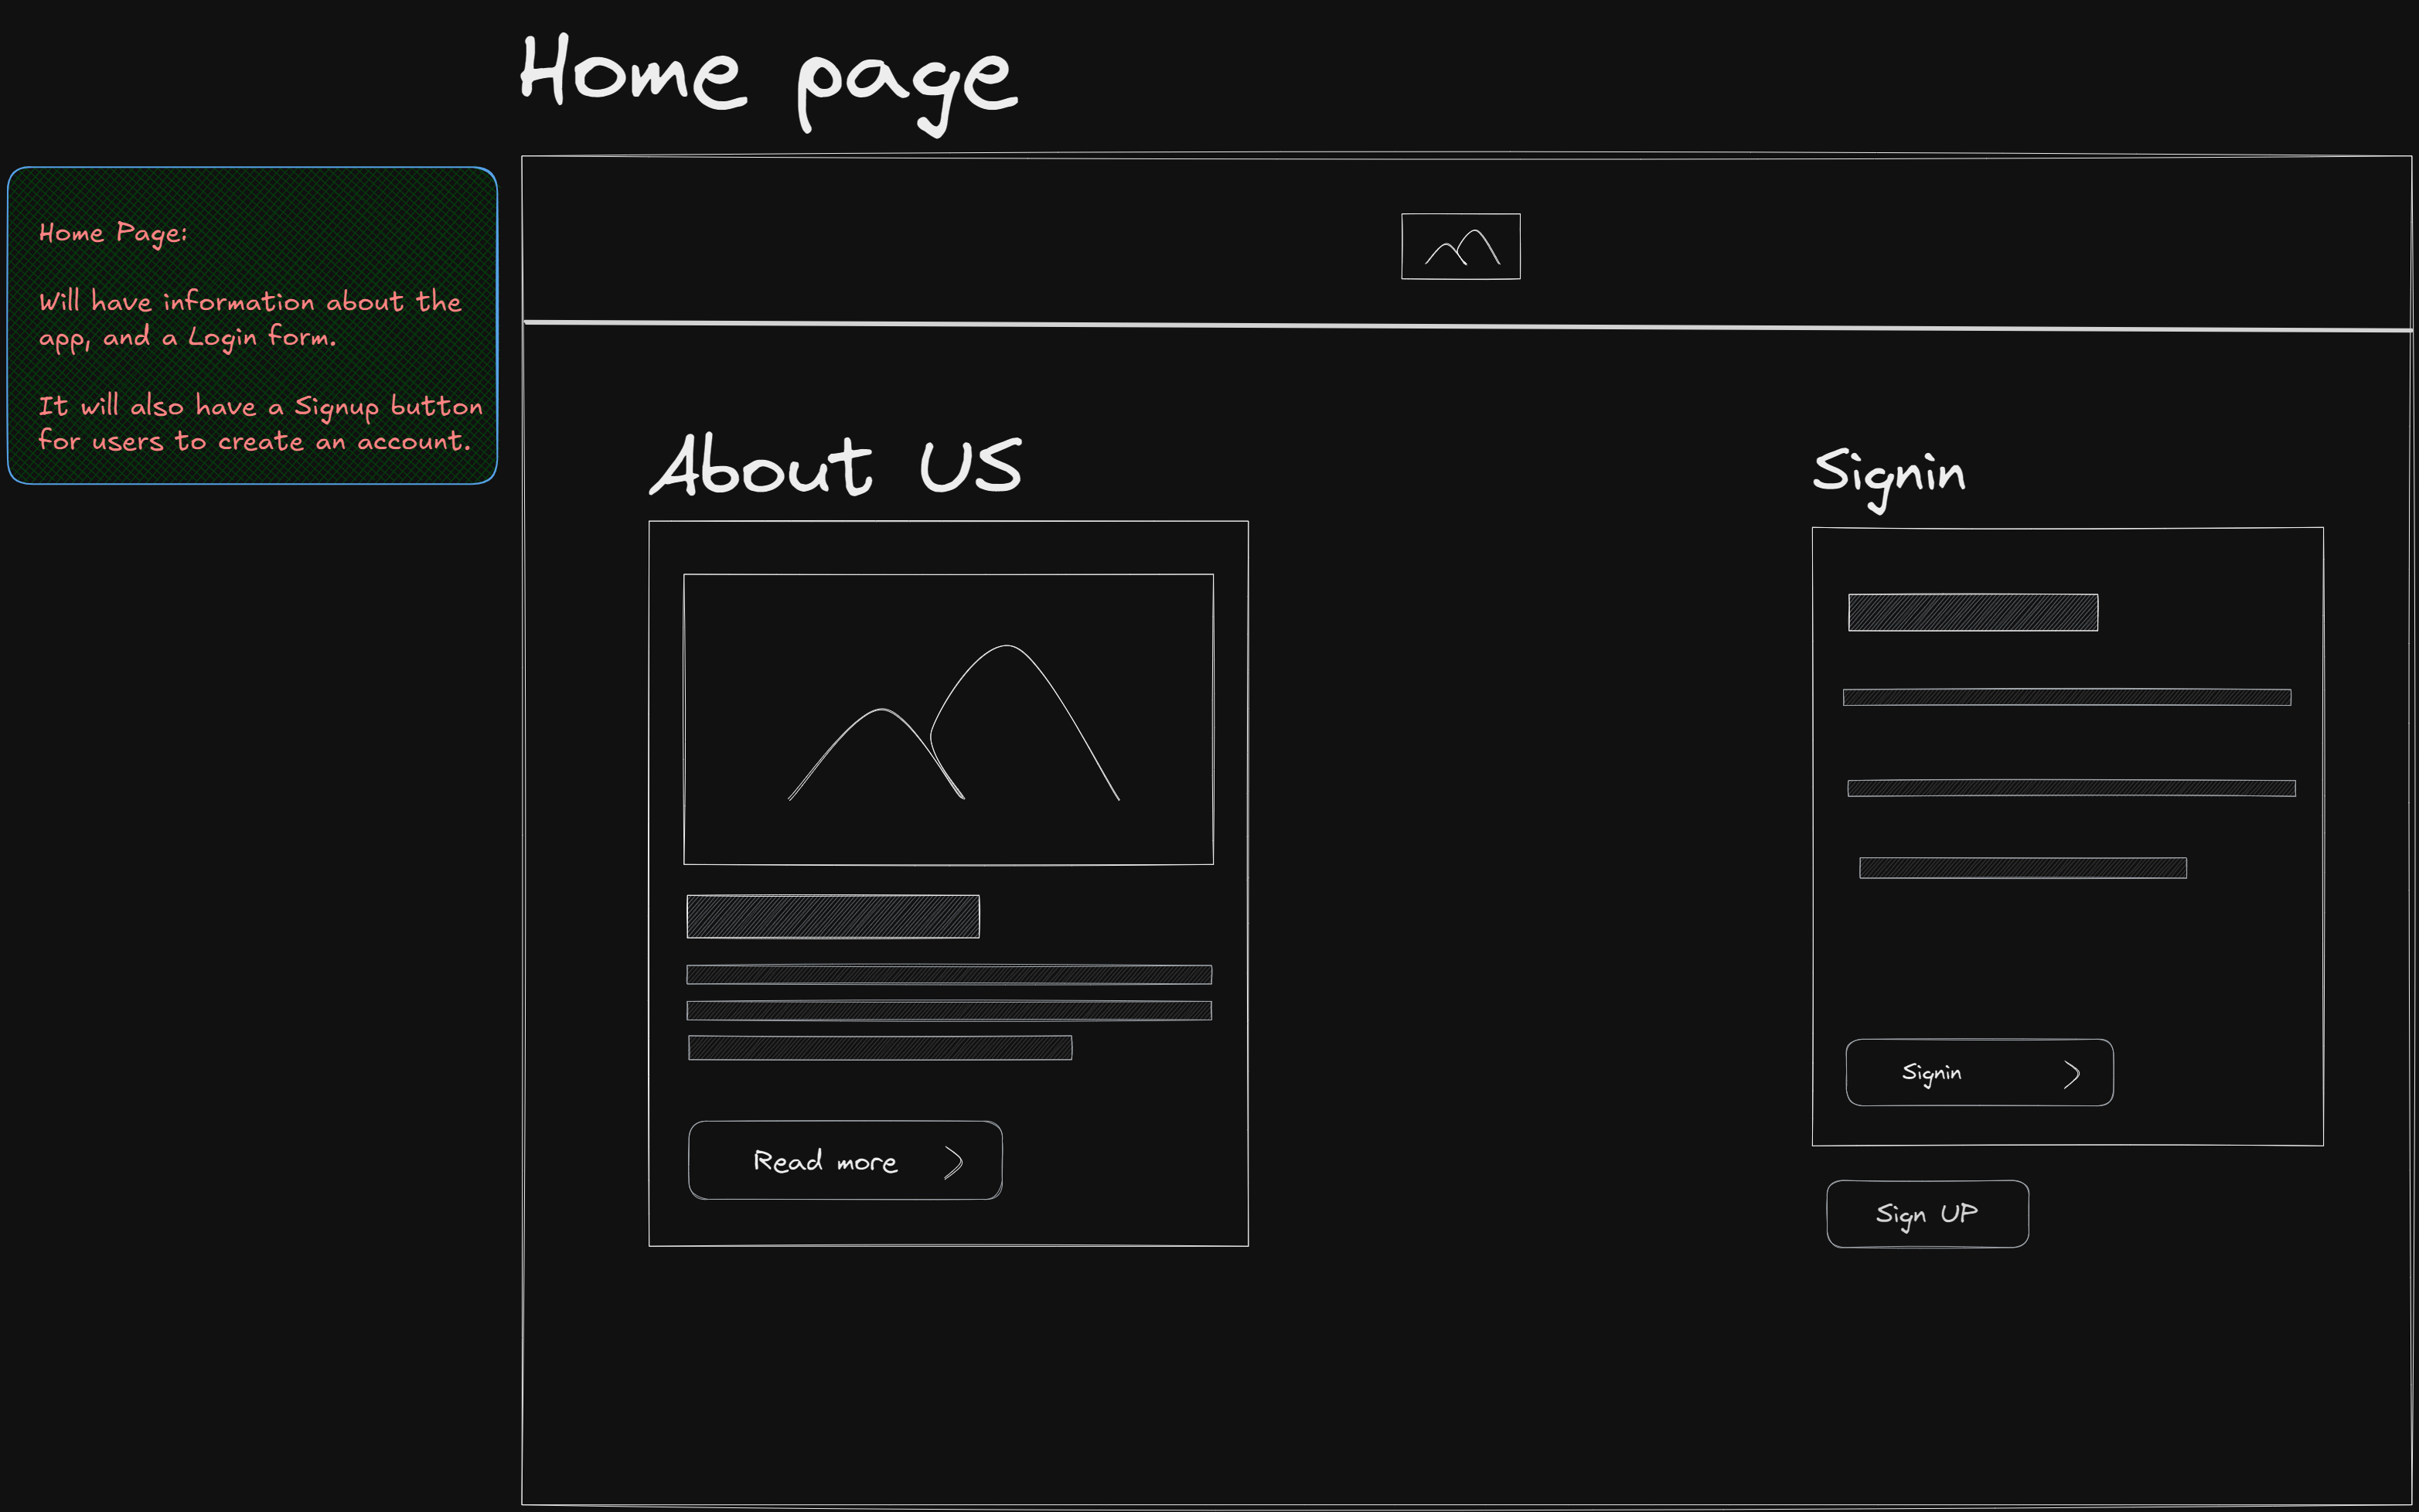 Home page
Home Page:
Will have information about the
app, and a Login form.
It will also have a Signup button
for users to create an account.
About US
Signin
Read more
Signin
Sign UP